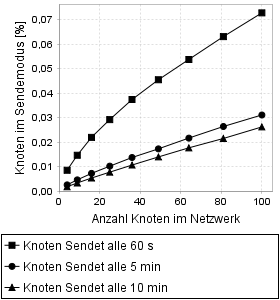 Knoten im Sendemodus [%]
0,07
0,06
0,05
0,04
0,03
0,02
0,01
0,00
0 20 40 60 80 100
Anzahl Knoten im Netzwerk
Knoten Sendet alle 60 s
Knoten Sendet alle 5 min
Knoten Sendet alle 10 min